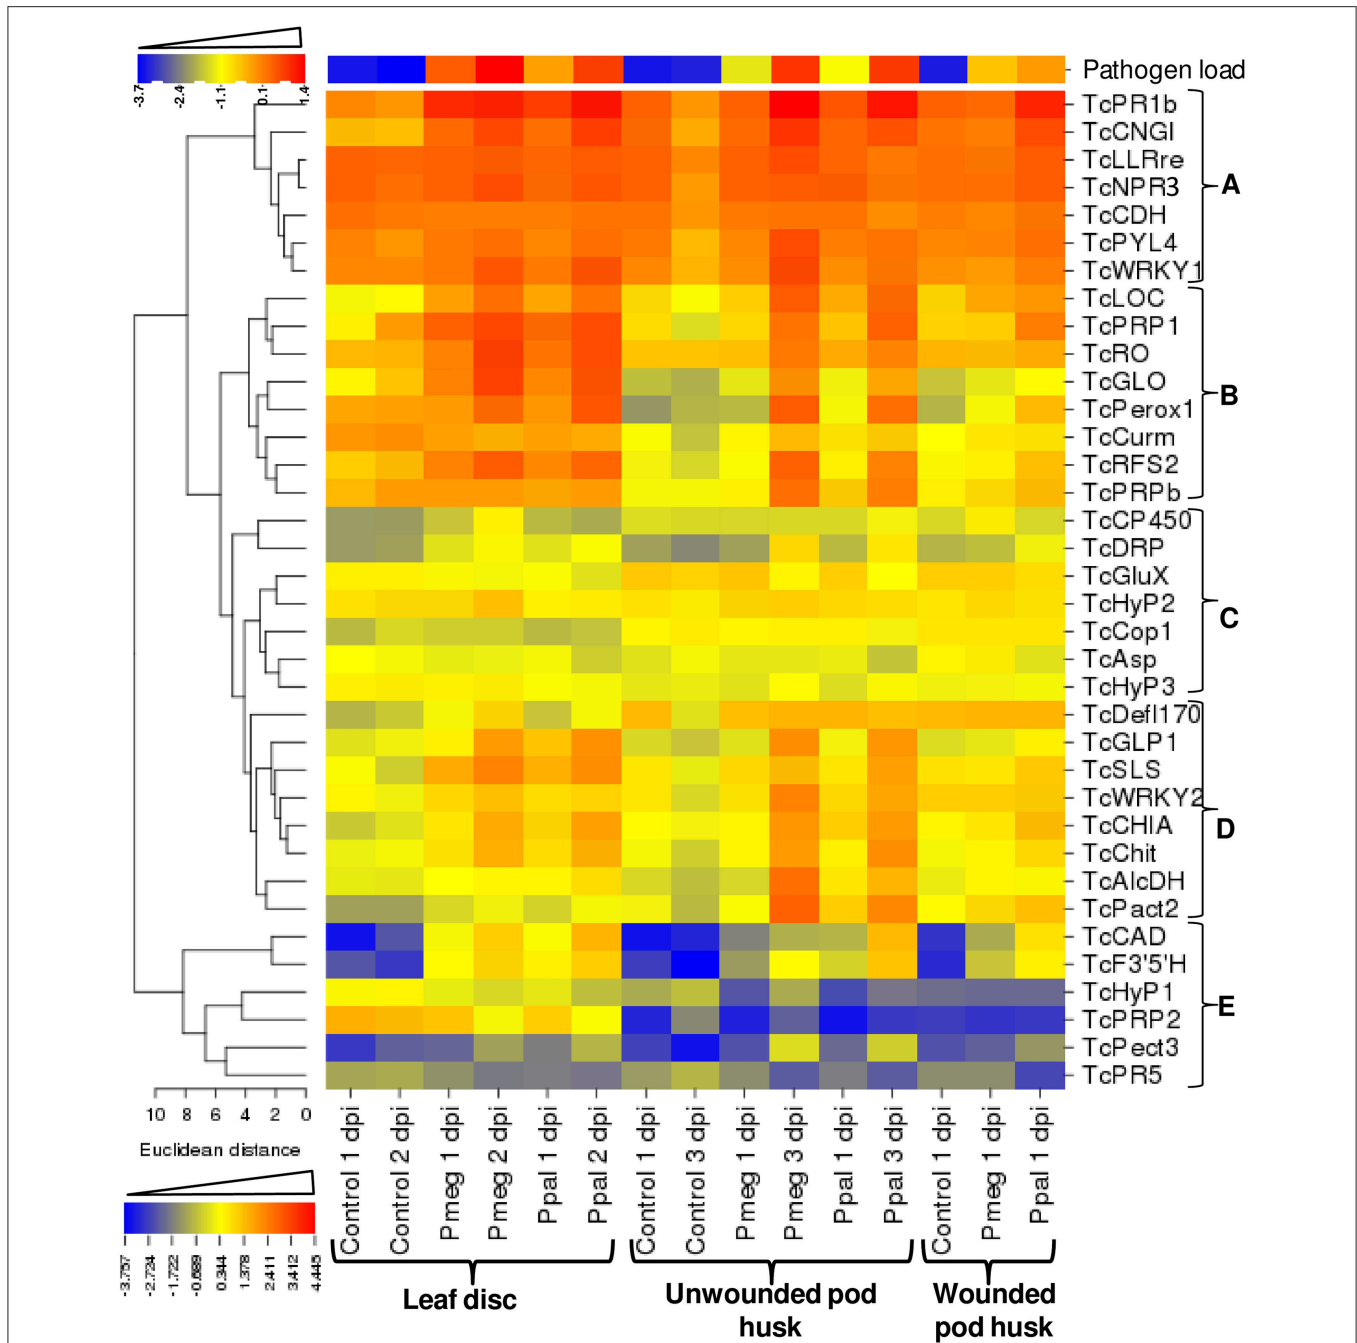 -3.7 -2.4 -1.1 0.1 1.4
Pathogen load
TcPR1b
TcCNGI
TcLLRre
TcNPR3
A
TcCDH
TcPYL4
TcWRKY1
TcLOC
TcPRP1
TcRO
TcGLO
B
TcPerox1
TcCurm
TcRFS2
TcPRPb
TcCP450
TcDRP
TcGluX
TcHyP2
C
TcCop1
TcAsp
TcHyP3
TcDefl170
TcGLP1
TcSLS
TcWRKY2
TcCHIA
D
TcChit
TcAlcDH
TcPact2
TcCAD
TcF3'5'H
TcHyP1
E
TcPRP2
TcPect3
TcPR5
10 8 6 4 2 0
Euclidean distance
-3.757 -2.734 -1.722 -0.689 0.344 1.378 2.411 3.412 4.445
Control 1 dpi
Control 2 dpi
Pmeg 1 dpi
Pmeg 2 dpi
Ppal 1 dpi
Ppal 2 dpi
Control 1 dpi
Control 3 dpi
Pmeg 1 dpi
Pmeg 3 dpi
Ppal 1 dpi
Ppal 3 dpi
Control 1 dpi
Pmeg 1 dpi
Ppal 1 dpi
Leaf disc
Unwounded pod
husk
Wounded
pod husk